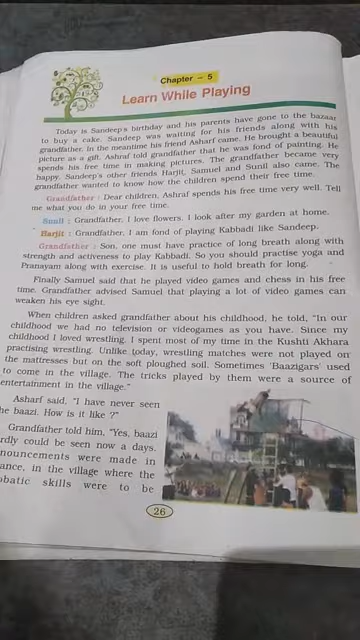 Chapter - 5
Learn While Playing
Today is Sandeep's birthday and his parents have gone to the bazaar
to buy a cake. Sandeep was waiting for his friends along with his
grandfather. In the meantime his friend Asharf came. He brought a beautiful
picture as a gift. Ashraf told grandfather that he was fond of painting. He
spends his free time in making pictures. The grandfather became very
happy. Sandeep's other friends Harjit, Samuel and Sunil also came. The
grandfather wanted to know how the children spend their free time.
Grandfather : Dear children, Ashraf spends his free time very well. Tell
me what you do in your free time.
Sunil : Grandfather, I love flowers. I look after my garden at home.
Harjit : Grandfather, I am fond of playing Kabbadi like Sandeep.
Grandfather : Son, one must have practice of long breath along with
strength and activeness to play Kabbadi. So you should practise yoga and
Pranayam along with exercise. It is useful to hold breath for long.
Finally Samuel said that he played video games and chess in his free
time. Grandfather advised Samuel that playing a lot of video games can
weaken his eye sight.
When children asked grandfather about his childhood, he told, "In our
childhood we had no television or videogames as you have. Since my
childhood I loved wrestling. I spent most of my time in the Kushti Akhara
practising wrestling. Unlike today, wrestling matches were not played on
the mattresses but on the soft ploughed soil. Sometimes 'Baazigars' used
to come in the village. The tricks played by them were a source of
entertainment in the village."
Asharf said, "I have never seen
he baazi. How is it like ?"
Grandfather told him, "Yes, baazi
rdly could be seen now a days.
nouncements were made in
ance, in the village where the
obatic skills were to be
26